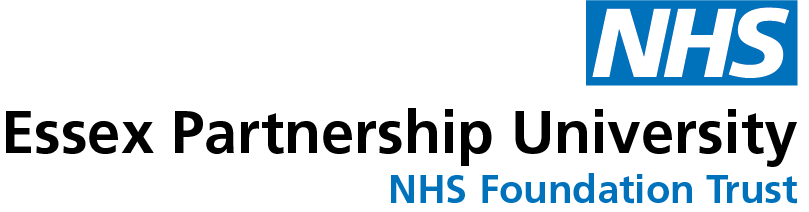 NHS
Essex Partnership University
NHS Foundation Trust